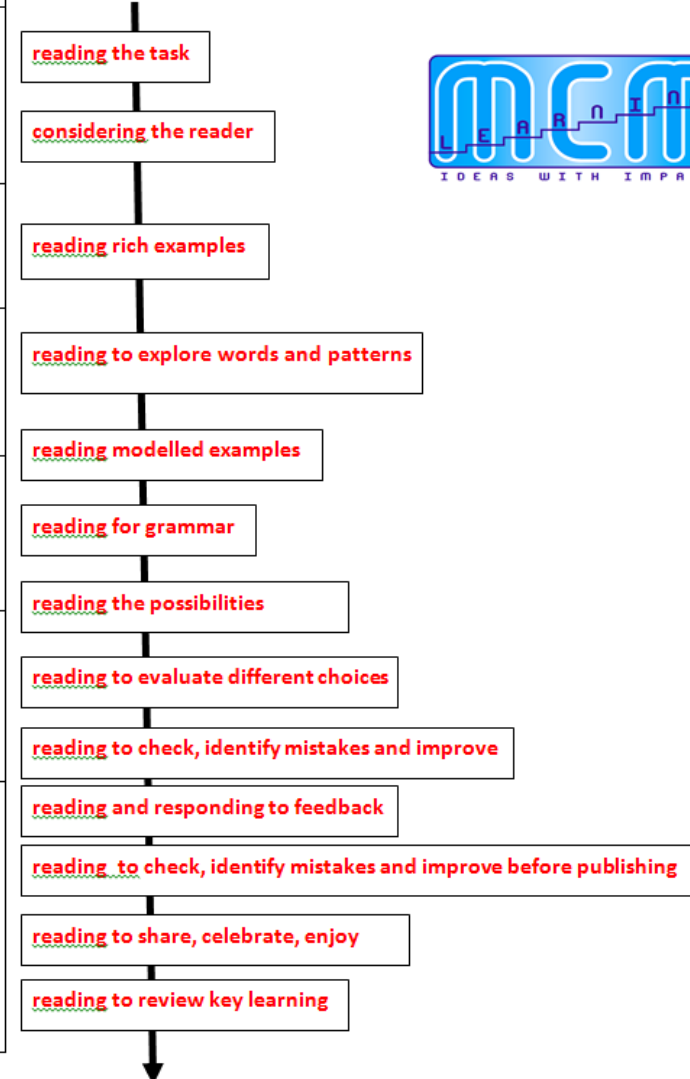 reading the task
MCM
LEARNIN
IDEAS WITH IMPA
considering the reader
reading rich examples
reading to explore words and patterns
reading modelled examples
reading for grammar
reading the possibilities
reading to evaluate different choices
reading to check, identify mistakes and improve
reading and responding to feedback
reading  to check, identify mistakes and improve before publishing
reading to share, celebrate, enjoy
reading to review key learning